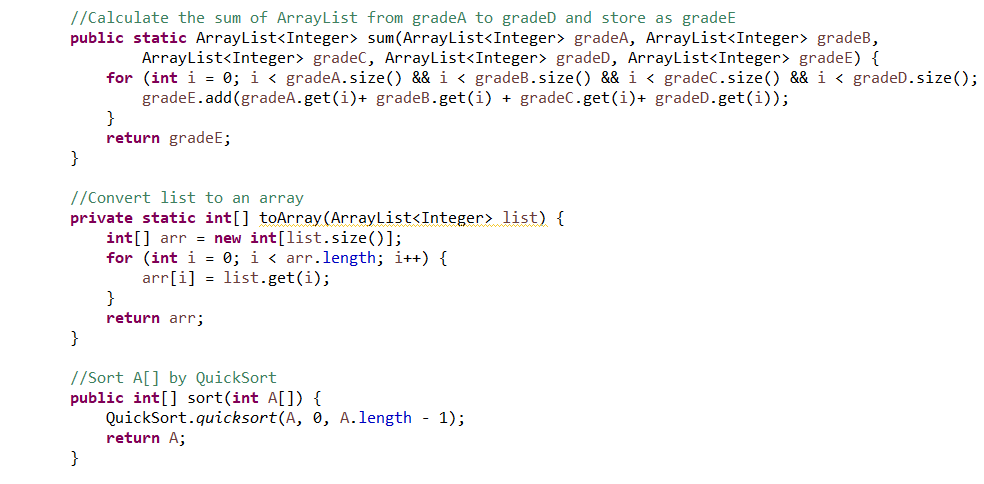 //Calculate the sum of ArrayList from gradeA to gradeD and store as gradeE
public static ArrayList<Integer> sum(ArrayList<Integer> gradeA, ArrayList<Integer> gradeB,
        ArrayList<Integer> gradeC, ArrayList<Integer> gradeD, ArrayList<Integer> gradeE) {
    for (int i = 0; i < gradeA.size() && i < gradeB.size() && i < gradeC.size() && i < gradeD.size();
        gradeE.add(gradeA.get(i)+ gradeB.get(i) + gradeC.get(i)+ gradeD.get(i));
    }
    return gradeE;
}

//Convert list to an array
private static int[] toArray(ArrayList<Integer> list) {
    int[] arr = new int[list.size()];
    for (int i = 0; i < arr.length; i++) {
        arr[i] = list.get(i);
    }
    return arr;
}

//Sort A[] by QuickSort
public int[] sort(int A[]) {
    QuickSort.quicksort(A, 0, A.length - 1);
    return A;
}